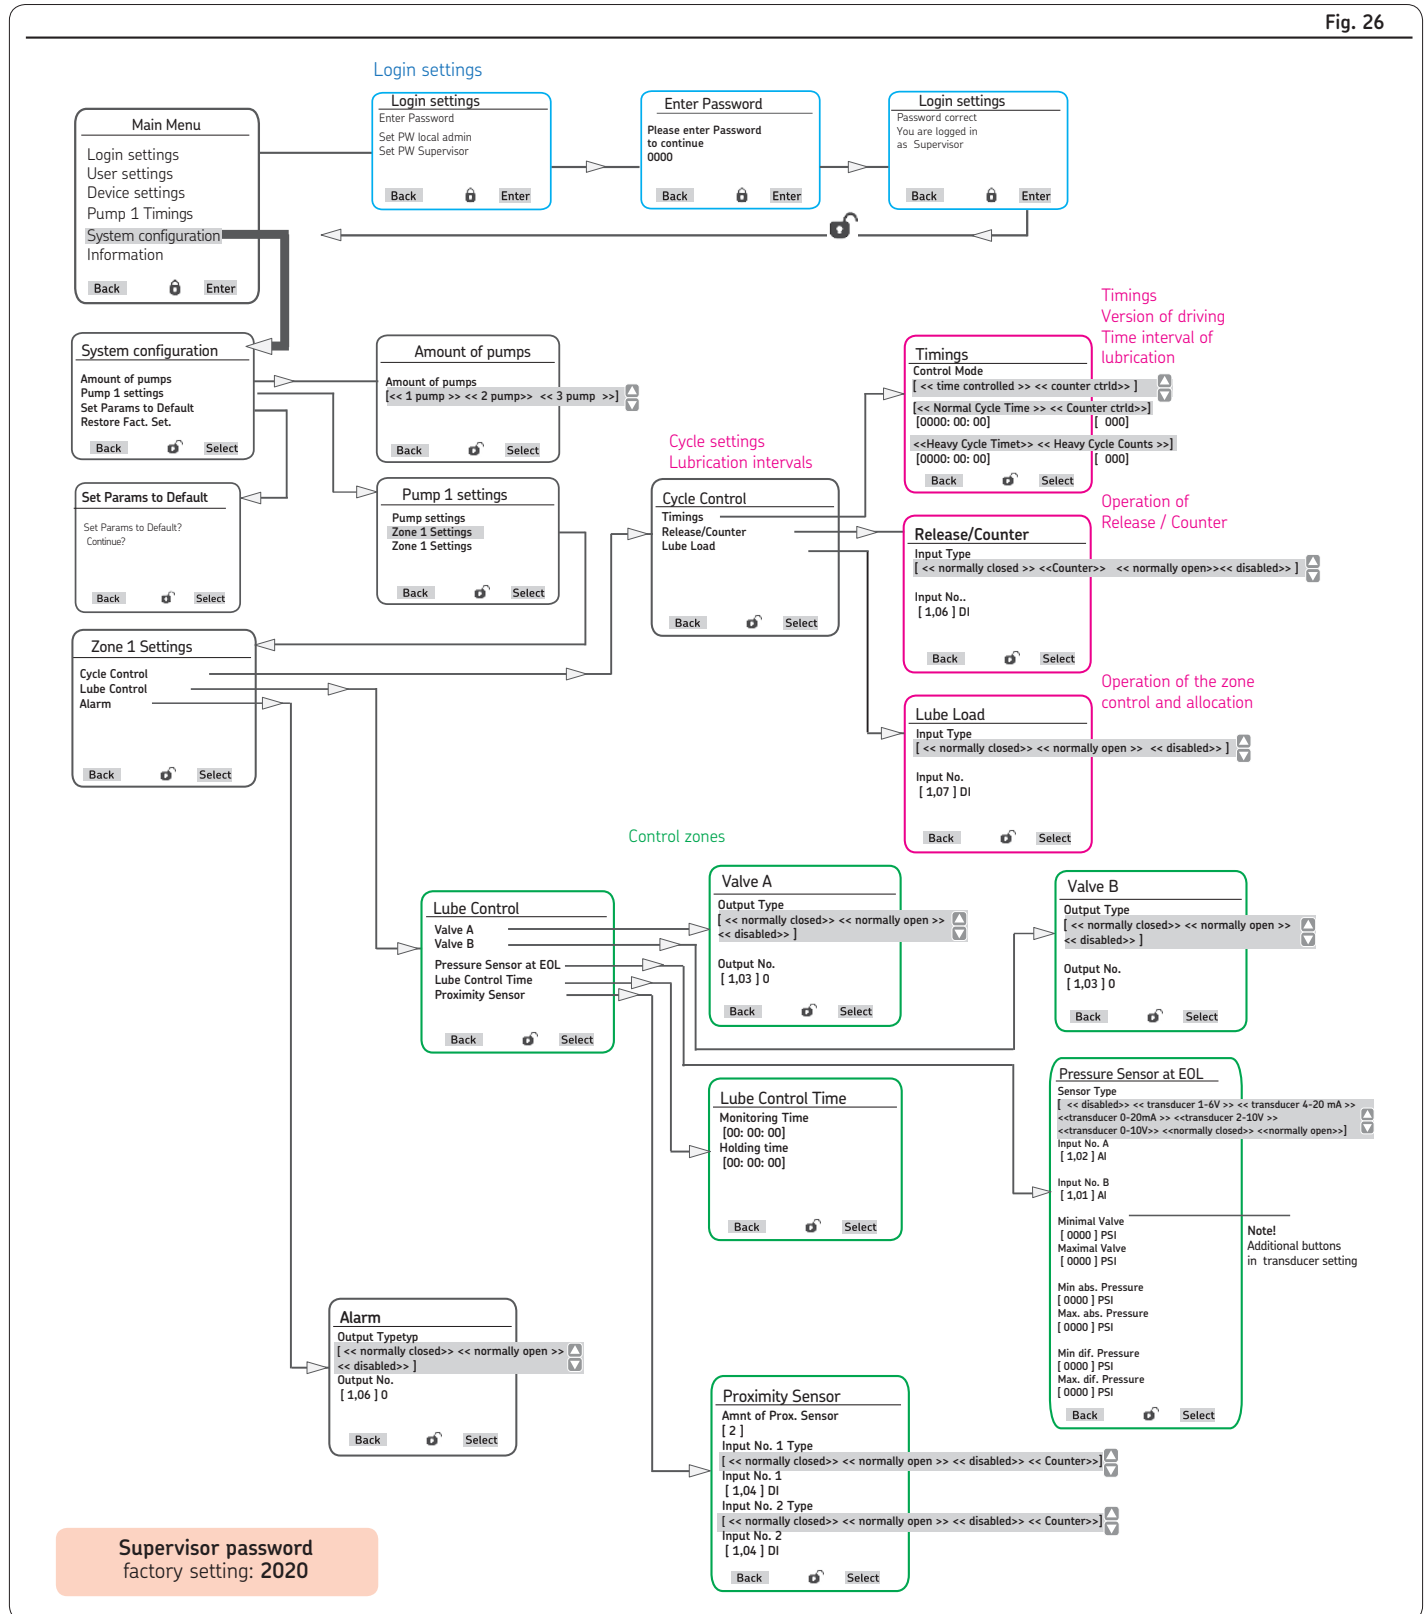 Fig. 26
Login settings
Main Menu
Login settings
User settings
Device settings
Pump 1 Timings
System configuration
Information
Back Enter
Login settings
Enter Password
Set PW local admin
Set PW Supervisor
Back Enter
Enter Password
Please enter Password
to continue
0000
Back Enter
Login settings
Password correct
You are logged in
as Supervisor
Back Enter
System configuration
Amount of pumps
Pump 1 settings
Set Params to Default
Restore Fact. Set.
Back Select
Amount of pumps
Amount of pumps
[<< 1 pump >> << 2 pump>> << 3 pump >>]
Back Select
Set Params to Default
Set Params to Default?
Continue?
Back Select
Pump 1 settings
Pump settings
Zone 1 Settings
Zone 1 Settings
Back Select
Cycle settings
Lubrication intervals
Cycle Control
Timings
Release/Counter
Lube Load
Back Select
Timings
Version of driving
Time interval of
lubrication
Timings
Control Mode
[ << time controlled >> << counter ctrld>> ]
[<< Normal Cycle Time >> << Counter ctrld>>]
[0000: 00: 00] [ 000]
<<Heavy Cycle Timet>> << Heavy Cycle Counts >>]
[0000: 00: 00] [ 000]
Back Select
Operation of
Release / Counter
Release/Counter
Input Type
[ << normally closed >> <<Counter>> << normally open>><< disabled>> ]
Input No..
[ 1,06 ] DI
Back Select
Operation of the zone
control and allocation
Lube Load
Input Type
[ << normally closed>> << normally open >> << disabled>> ]
Input No.
[ 1,07 ] DI
Back Select
Zone 1 Settings
Cycle Control
Lube Control
Alarm
Back Select
Control zones
Lube Control
Valve A
Valve B
Pressure Sensor at EOL
Lube Control Time
Proximity Sensor
Back Select
Valve A
Output Type
[ << normally closed>> << normally open >>
<< disabled>> ]
Output No.
[ 1,03 ] 0
Back Select
Valve B
Output Type
[ << normally closed>> << normally open >>
<< disabled>> ]
Output No.
[ 1,03 ] 0
Back Select
Lube Control Time
Monitoring Time
[00: 00: 00]
Holding time
[00: 00: 00]
Back Select
Pressure Sensor at EOL
Sensor Type
[ << disabled>> << transducer 1-6V >> << transducer 4-20 mA >>
<<transducer 0-20mA >> <<transducer 2-10V >>
<<transducer 0-10V>> <<normally closed>> <<normally open>>]
Input No. A
[ 1,02 ] AI
Input No. B
[ 1,01 ] AI
Minimal Valve
[ 0000 ] PSI
Maximal Valve
[ 0000 ] PSI
Min abs. Pressure
[ 0000 ] PSI
Max. abs. Pressure
[ 0000 ] PSI
Min dif. Pressure
[ 0000 ] PSI
Max. dif. Pressure
[ 0000 ] PSI
Back Select
Note!
Additional buttons
in transducer setting
Alarm
Output Typetyp
[ << normally closed>> << normally open >>
<< disabled>> ]
Output No.
[ 1,06 ] 0
Back Select
Proximity Sensor
Amnt of Prox. Sensor
[ 2 ]
Input No. 1 Type
[ << normally closed>> << normally open >> << disabled>> << Counter>>]
Input No. 1
[ 1,04 ] DI
Input No. 2 Type
[ << normally closed>> << normally open >> << disabled>> << Counter>>]
Input No. 2
[ 1,04 ] DI
Back Select
Supervisor password
factory setting: 2020